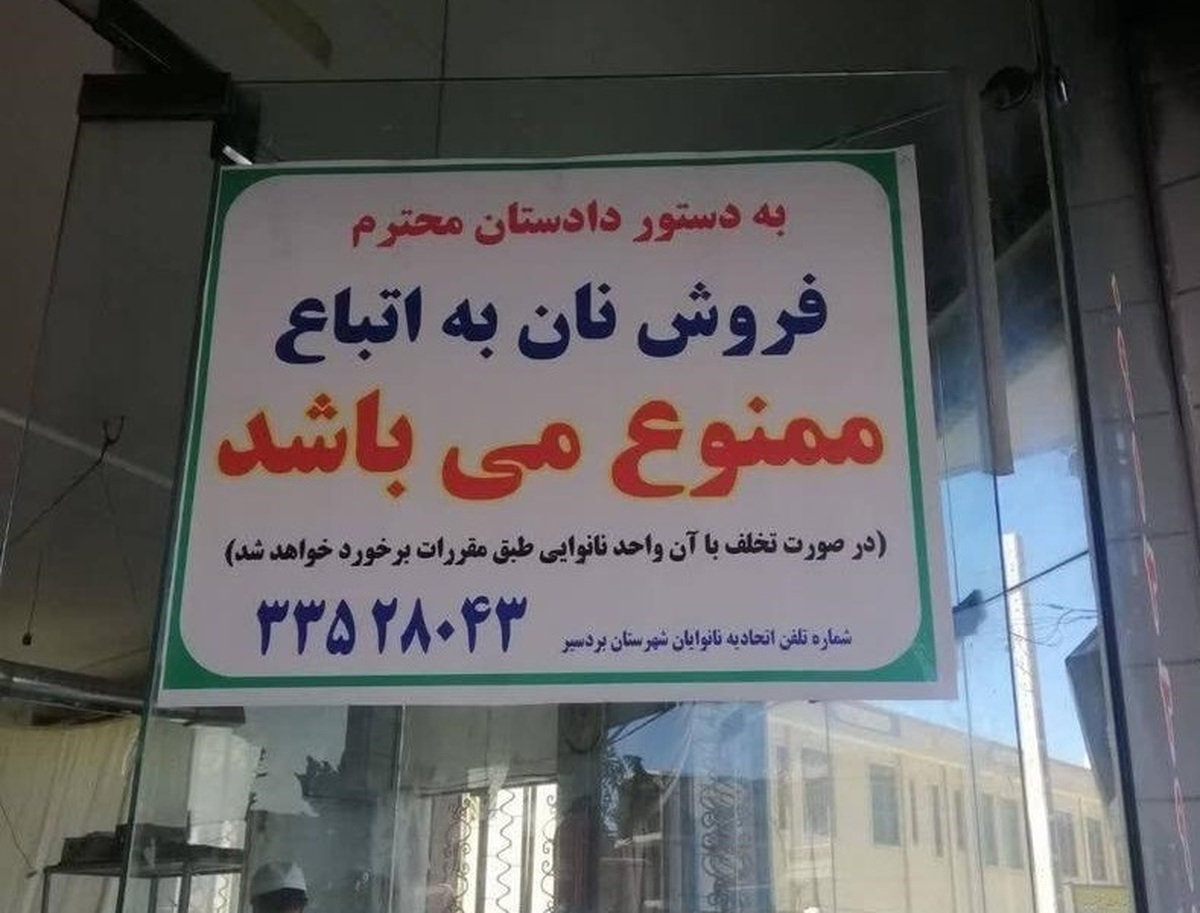 به دستور دادستان محترم
فروش نان به اتباع
ممنوع می باشد
(در صورت تخلف با آن واحد نانوایی طبق مقررات برخورد خواهد شد)
شماره تلفن اتحادیه نانوایان شهرستان بردسیر ۳۳۵۲۸۰۴۳